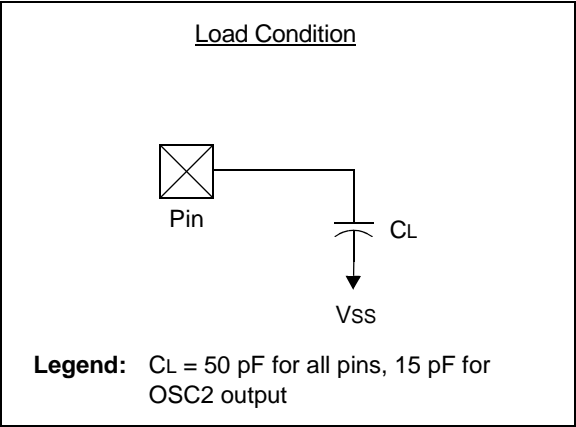 Load Condition
Pin
CL
VSS
Legend: CL = 50 pF for all pins, 15 pF for
OSC2 output